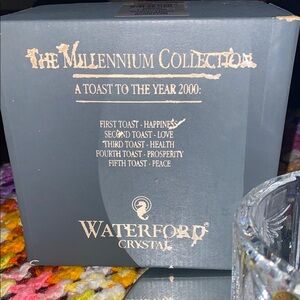 THE MILLENNIUM COLLECTION
A TOAST TO THE YEAR 2000:
FIRST TOAST - HAPPINESS
SECOND TOAST - LOVE
THIRD TOAST - HEALTH
FOURTH TOAST - PROSPERITY
FIFTH TOAST - PEACE
WATERFORD
CRYSTAL